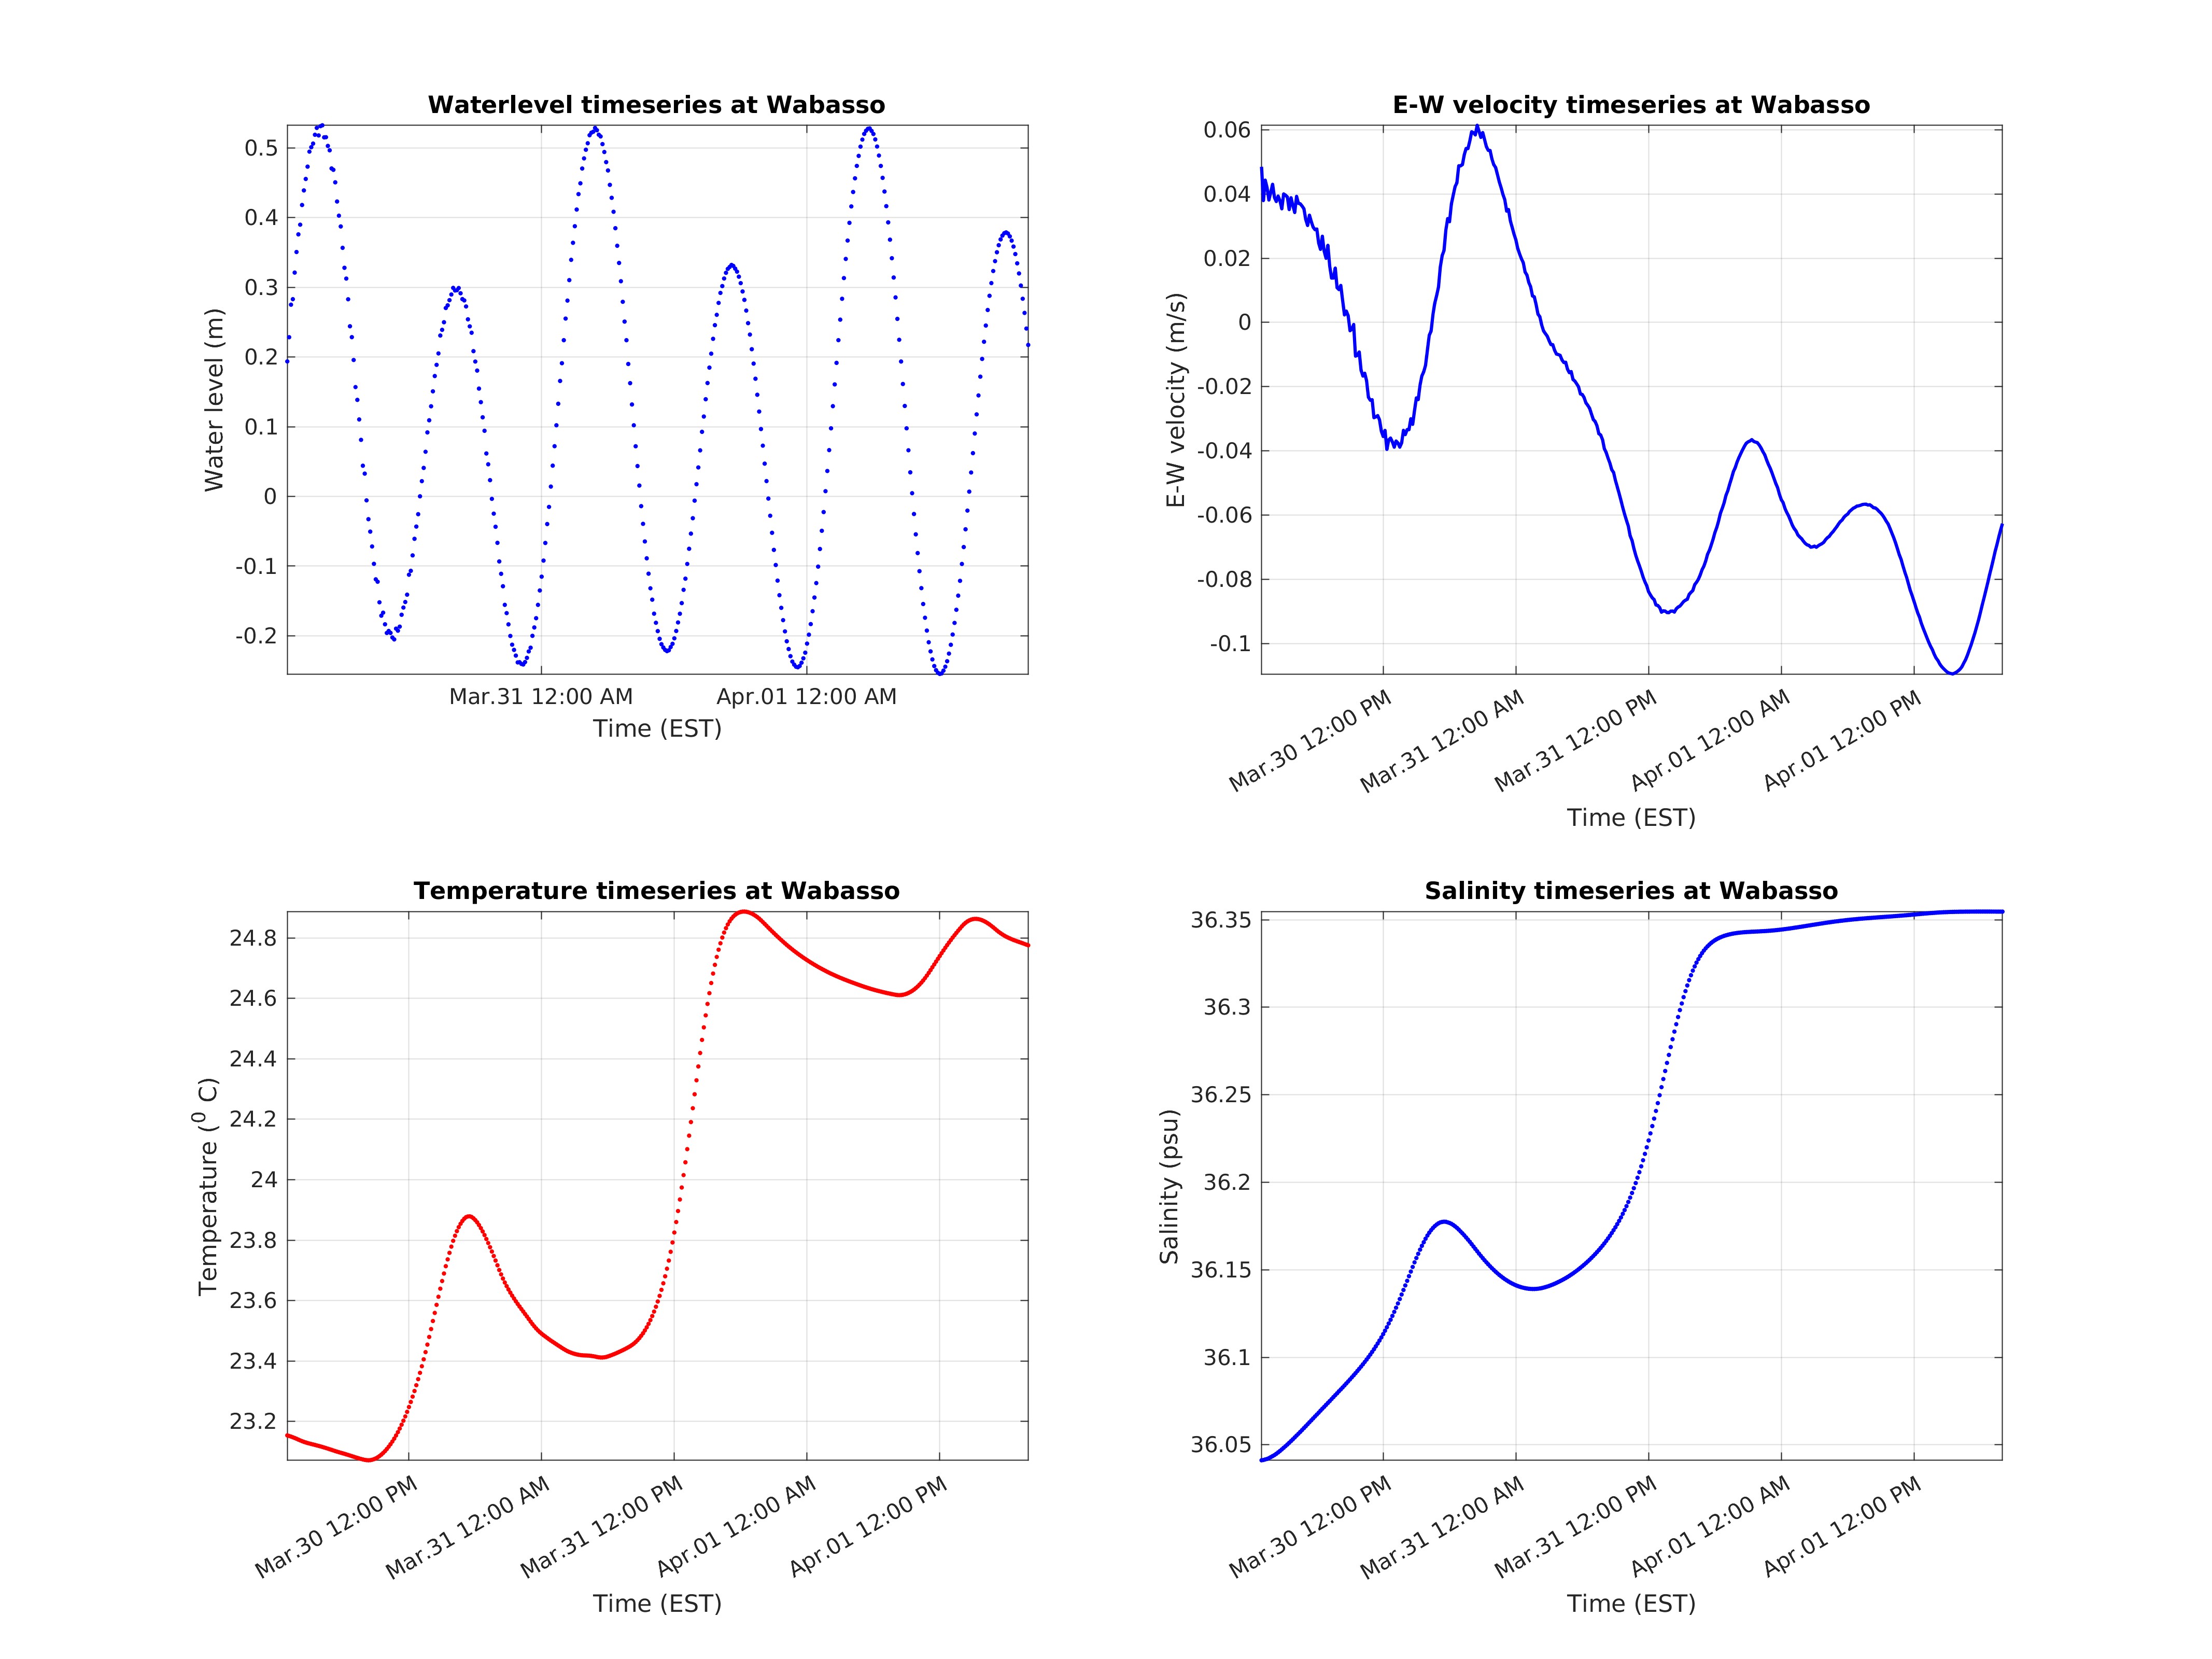 Waterlevel timeseries at Wabasso
0.5
0.4
0.3
0.2
0.1
0
-0.1
-0.2
Water level (m)
Mar.31 12:00 AM
Apr.01 12:00 AM
Time (EST)
E-W velocity timeseries at Wabasso
0.06
0.04
0.02
0
-0.02
-0.04
-0.06
-0.08
-0.1
E-W velocity (m/s)
Mar.30 12:00 PM
Mar.31 12:00 AM
Mar.31 12:00 PM
Apr.01 12:00 AM
Apr.01 12:00 PM
Time (EST)
Temperature timeseries at Wabasso
24.8
24.6
24.4
24.2
24
23.8
23.6
23.4
23.2
Temperature (⁰ C)
Mar.30 12:00 PM
Mar.31 12:00 AM
Mar.31 12:00 PM
Apr.01 12:00 AM
Apr.01 12:00 PM
Time (EST)
Salinity timeseries at Wabasso
36.35
36.3
36.25
36.2
36.15
36.1
36.05
Salinity (psu)
Mar.30 12:00 PM
Mar.31 12:00 AM
Mar.31 12:00 PM
Apr.01 12:00 AM
Apr.01 12:00 PM
Time (EST)